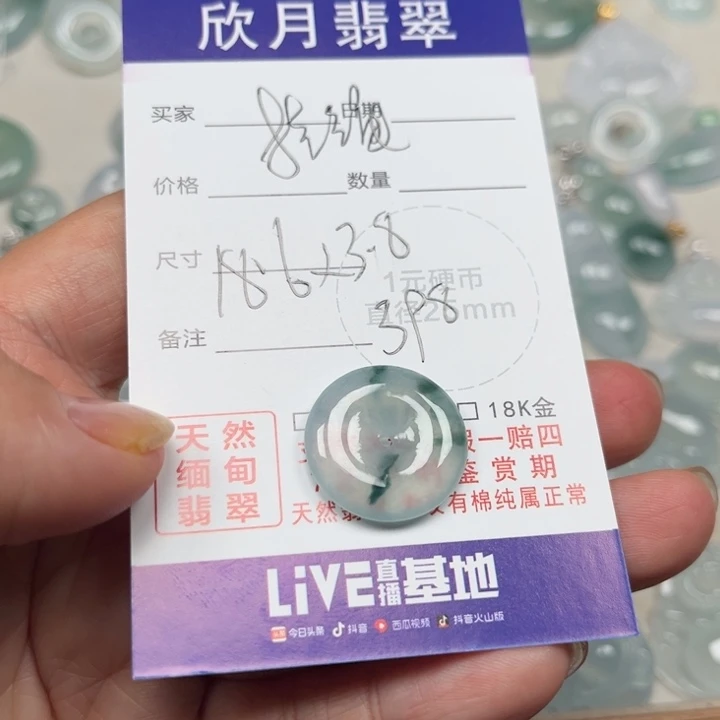 欣月翡翠
买家 日期
价格 数量
尺寸 18.6×3.8
1元硬币
直径25mm
备注 398
18K金
天然 假一赔四
缅甸 鉴赏期
翡翠 天然翡 有棉纯属正常
LiVE直播基地
今日头条 抖音 西瓜视频 抖音火山版